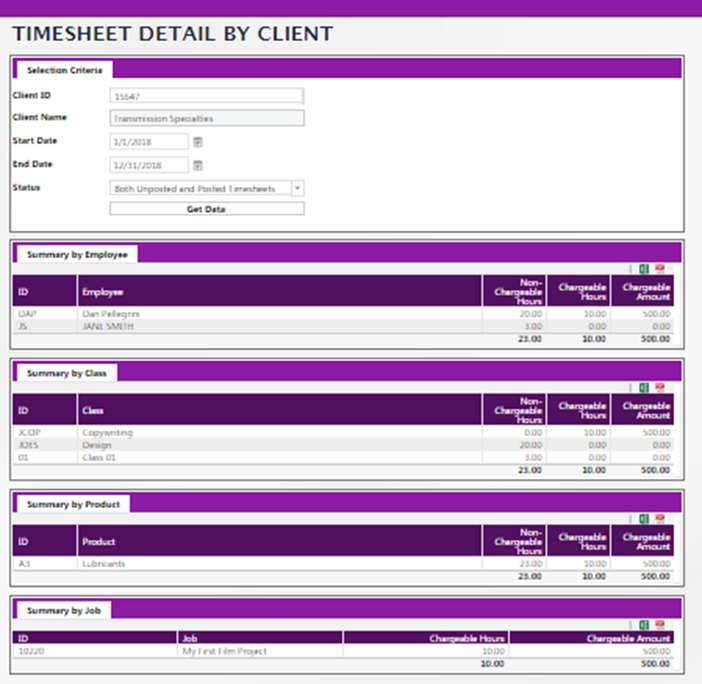 TIMESHEET DETAIL BY CLIENT
Selection Criteria
Client ID 15547
Client Name Transmission Specialties
Start Date 1/1/2018
End Date 12/31/2018
Status Both Unposted and Posted Timesheets
Get Data
Summary by Employee
ID Employee Non-Chargeable Hours Chargeable Hours Chargeable Amount
DAP Dan Pellegrini 20.00 10.00 500.00
JS JANE SMITH 3.00 0.00 0.00
23.00 10.00 500.00
Summary by Class
ID Class Non-Chargeable Hours Chargeable Hours Chargeable Amount
JCOP Copywriting 0.00 10.00 500.00
JDES Design 20.00 0.00 0.00
01 Class 01 3.00 0.00 0.00
23.00 10.00 500.00
Summary by Product
ID Product Non-Chargeable Hours Chargeable Hours Chargeable Amount
A3 Lubricants 23.00 10.00 500.00
23.00 10.00 500.00
Summary by Job
ID Job Chargeable Hours Chargeable Amount
10220 My First Film Project 10.00 500.00
10.00 500.00